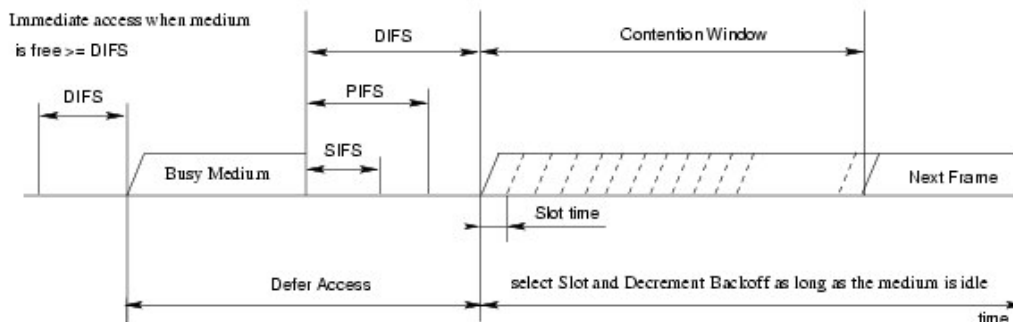 Immediate access when medium
is free >= DIFS
DIFS
DIFS
Contention Window
PIFS
SIFS
Busy Medium
Next Frame
Slot time
Defer Access
select Slot and Decrement Backoff as long as the medium is idle
time